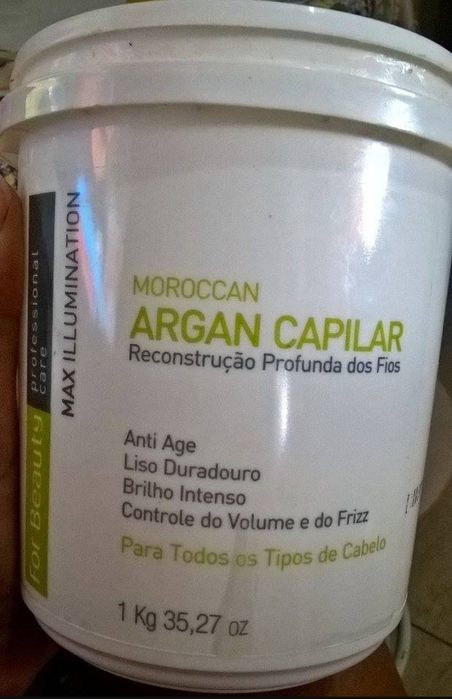 for Beauty
professional
care
MAX ILLUMINATION
MOROCCAN
ARGAN CAPILAR
Reconstrução Profunda dos Fios
Anti Age
Liso Duradouro
Brilho Intenso
Controle do Volume e do Frizz
Para Todos os Tipos de Cabelo
1 Kg 35,27 oz